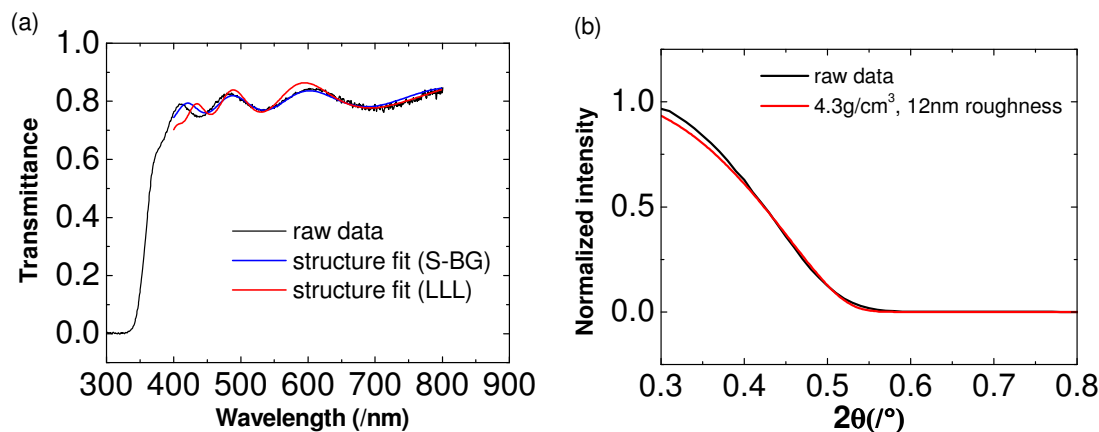 (a)
1.0
0.8
0.6
0.4
0.2
0.0
Transmittance
raw data
structure fit (S-BG)
structure fit (LLL)
300 400 500 600 700 800 900
Wavelength (/nm)
(b)
1.0
0.5
0.0
Normalized intensity
raw data
4.3g/cm³, 12nm roughness
0.3 0.4 0.5 0.6 0.7 0.8
2θ(/°)